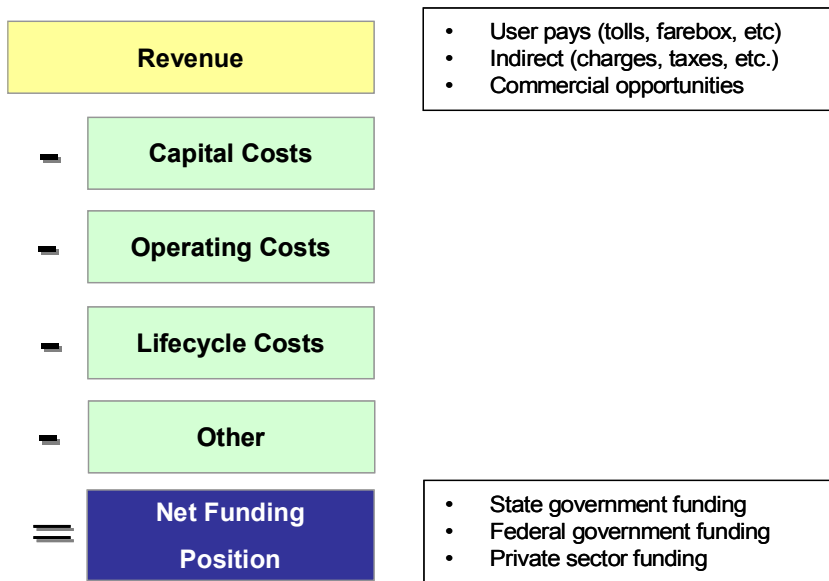 Revenue
• User pays (tolls, farebox, etc)
• Indirect (charges, taxes, etc.)
• Commercial opportunities
- Capital Costs
- Operating Costs
- Lifecycle Costs
- Other
= Net Funding
Position
• State government funding
• Federal government funding
• Private sector funding